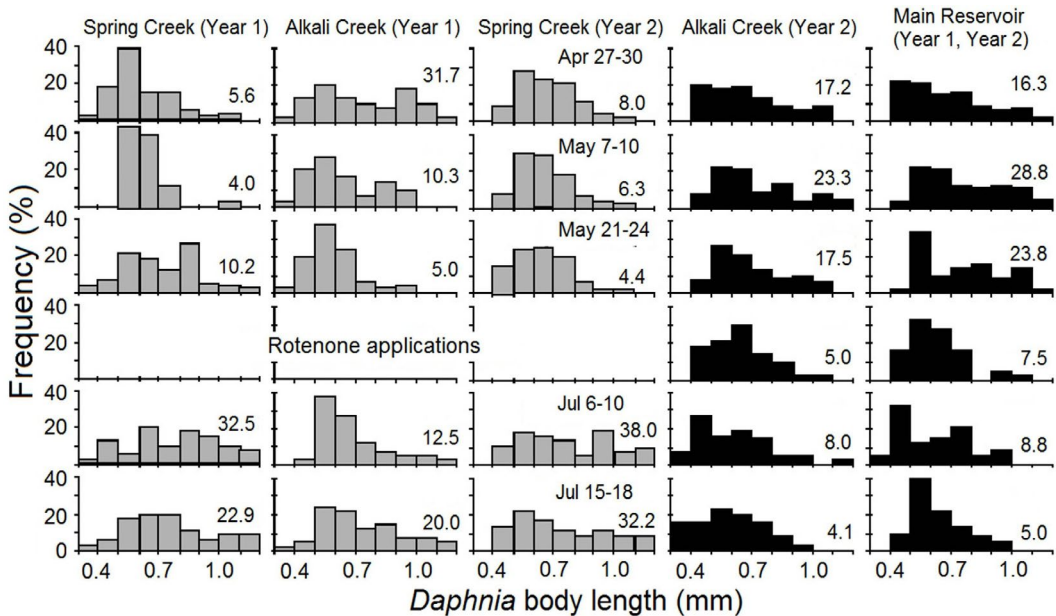 Spring Creek (Year 1) Alkali Creek (Year 1) Spring Creek (Year 2) Alkali Creek (Year 2) Main Reservoir
(Year 1, Year 2)
Frequency (%)
40
20
5.6 31.7 Apr 27-30 8.0 17.2 16.3
40
20
4.0 10.3 May 7-10 6.3 23.3 28.8
40
20
10.2 5.0 May 21-24 4.4 17.5 23.8
40
20
Rotenone applications 5.0 7.5
40
20
32.5 12.5 Jul 6-10 38.0 8.0 8.8
40
20
0
22.9 20.0 Jul 15-18 32.2 4.1 5.0
0.4 0.7 1.0 0.4 0.7 1.0 0.4 0.7 1.0 0.4 0.7 1.0 0.4 0.7 1.0
Daphnia body length (mm)